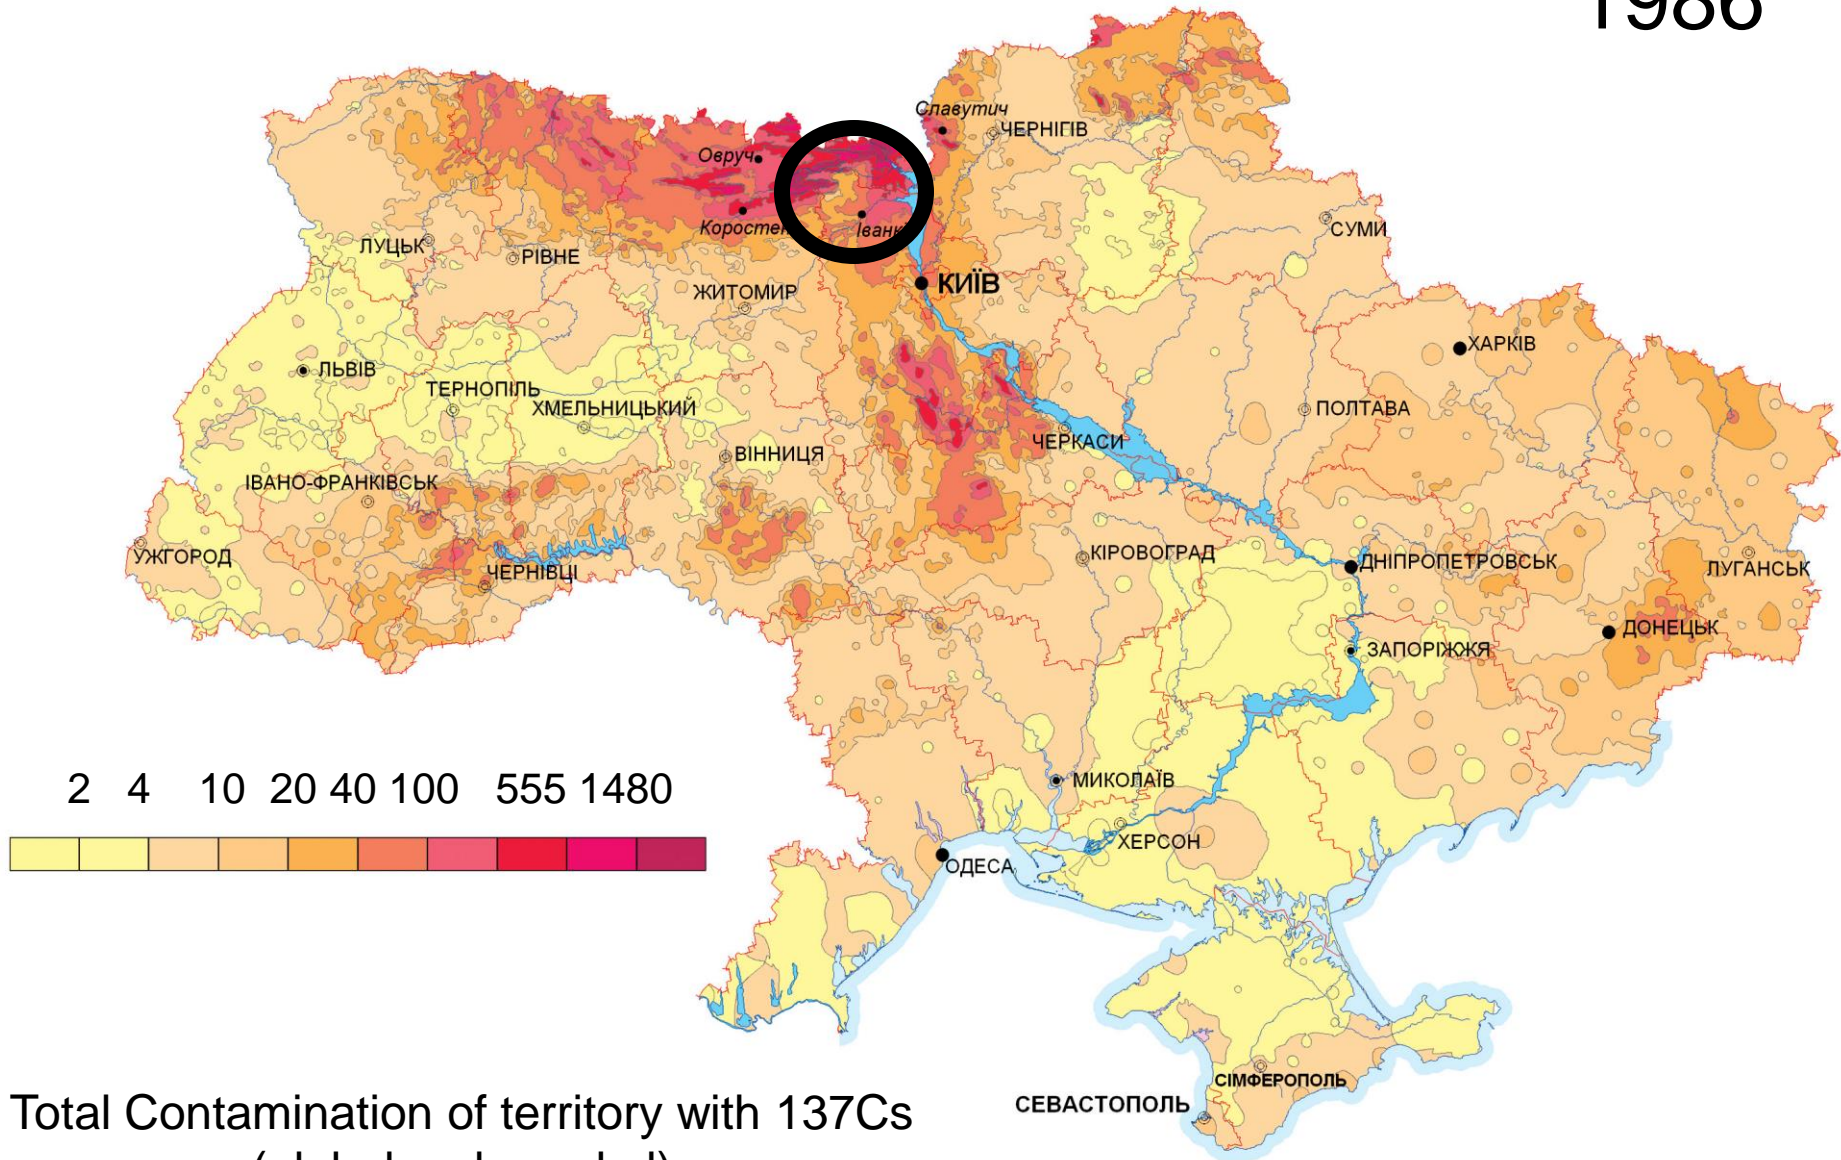 1986
Славутич
ЧЕРНІГІВ
Овруч
Коростен
Іванк
СУМИ
ЛУЦЬК
РІВНЕ
КИЇВ
ЖИТОМИР
ХАРКІВ
ЛЬВІВ
ТЕРНОПІЛЬ
ХМЕЛЬНИЦЬКИЙ
ПОЛТАВА
ЧЕРКАСИ
ВІННИЦЯ
ІВАНО-ФРАНКІВСЬК
УЖГОРОД
ЧЕРНІВЦІ
КІРОВОГРАД
ДНІПРОПЕТРОВСЬК
ЛУГАНСЬК
ДОНЕЦЬК
ЗАПОРІЖЖЯ
2 4 10 20 40 100 555 1480
МИКОЛАЇВ
ХЕРСОН
ОДЕСА
СІМФЕРОПОЛЬ
СЕВАСТОПОЛЬ
Total Contamination of territory with 137Cs